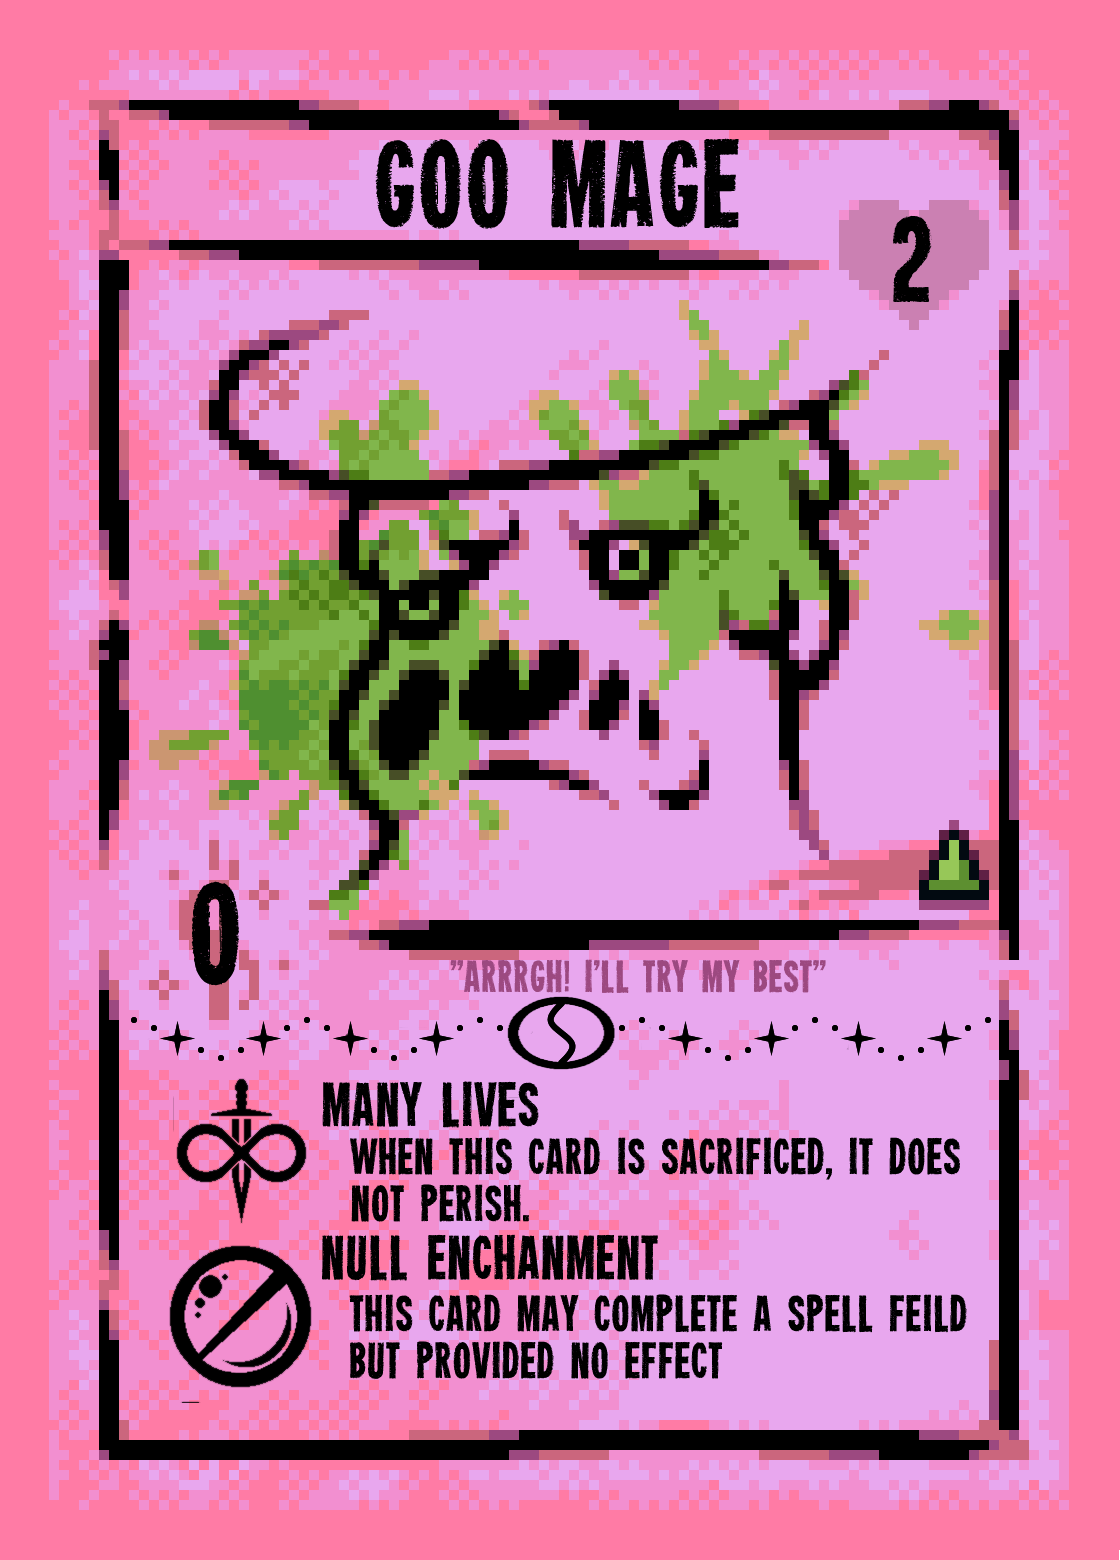 GOO MAGE
2
0
"ARRRGH! I'LL TRY MY BEST"
MANY LIVES
WHEN THIS CARD IS SACRIFICED, IT DOES
NOT PERISH.
NULL ENCHANMENT
THIS CARD MAY COMPLETE A SPELL FEILD
BUT PROVIDED NO EFFECT